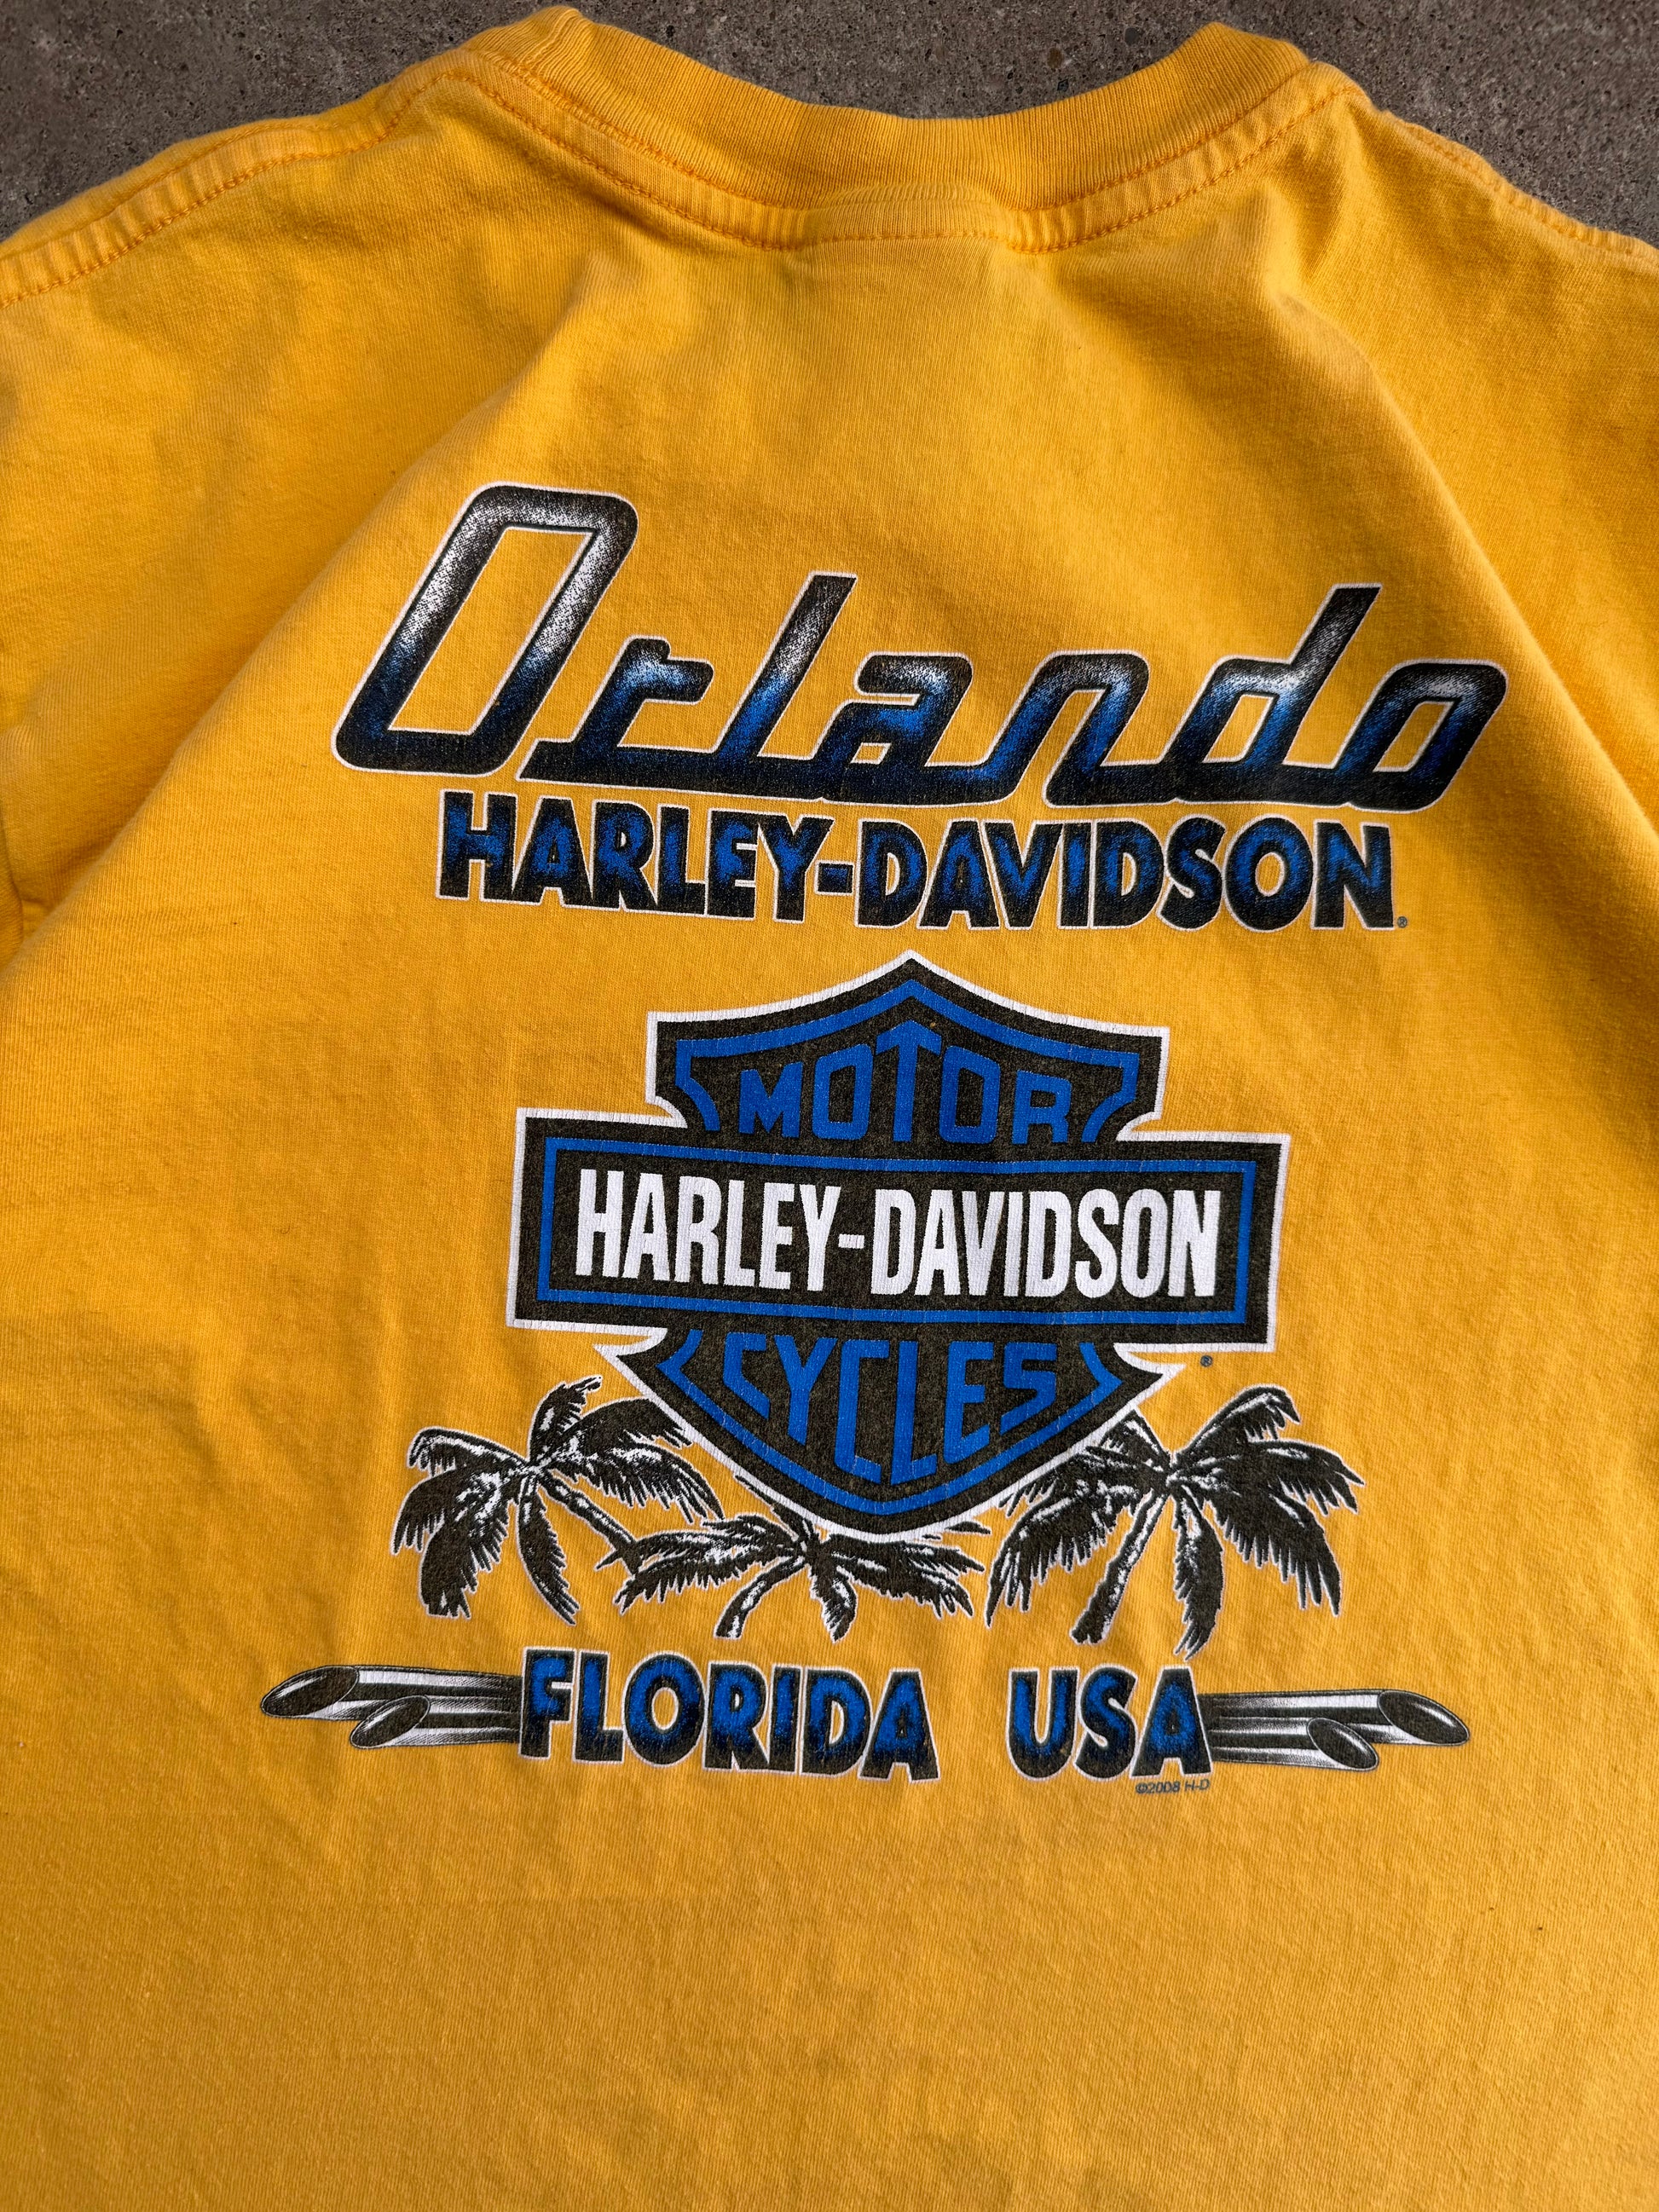 Orlando
HARLEY-DAVIDSON®
MOTOR
HARLEY-DAVIDSON
CYCLES
®
FLORIDA USA
©2008 H-D